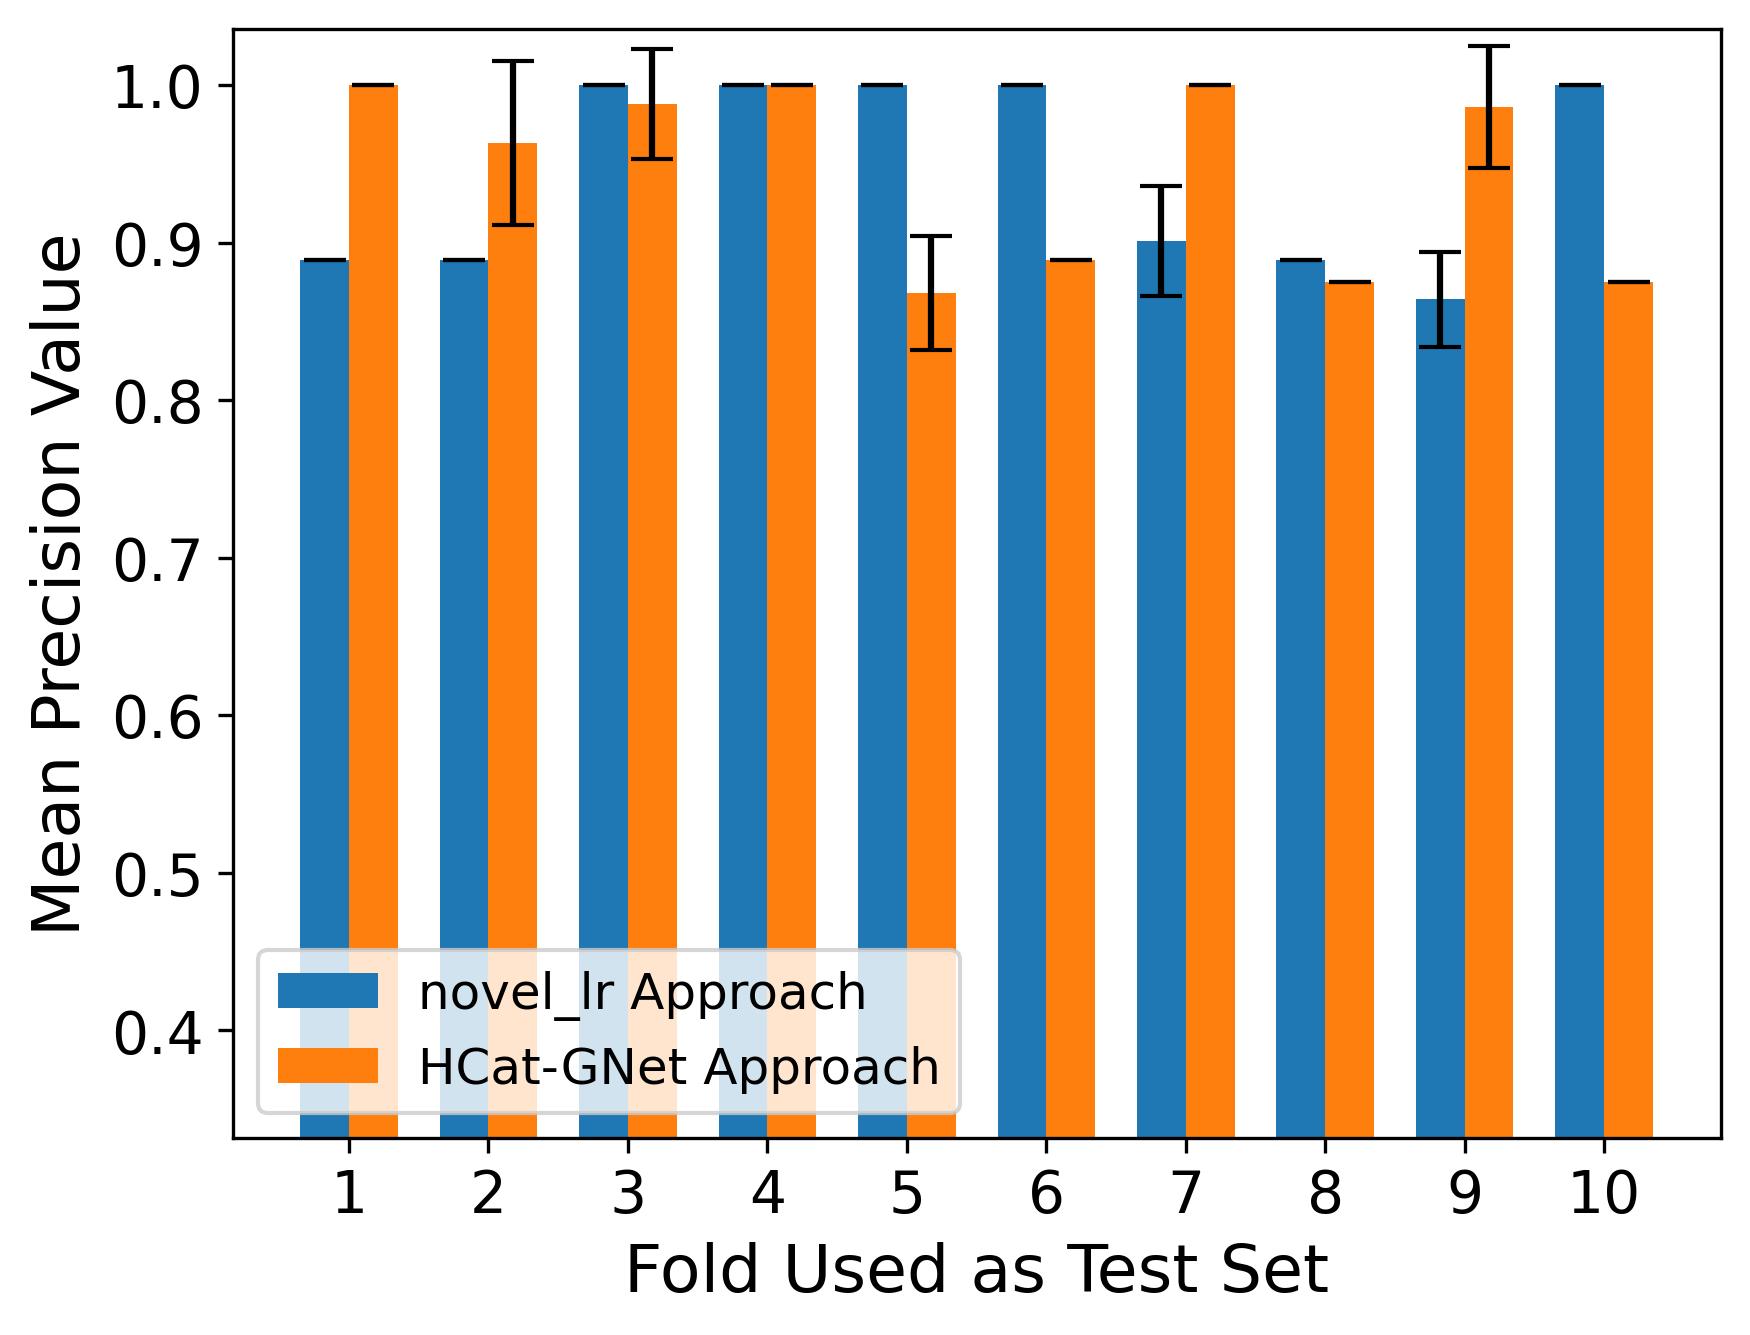 Mean Precision Value
1.0
0.9
0.8
0.7
0.6
0.5
0.4
novel_lr Approach
HCat-GNet Approach
1 2 3 4 5 6 7 8 9 10
Fold Used as Test Set